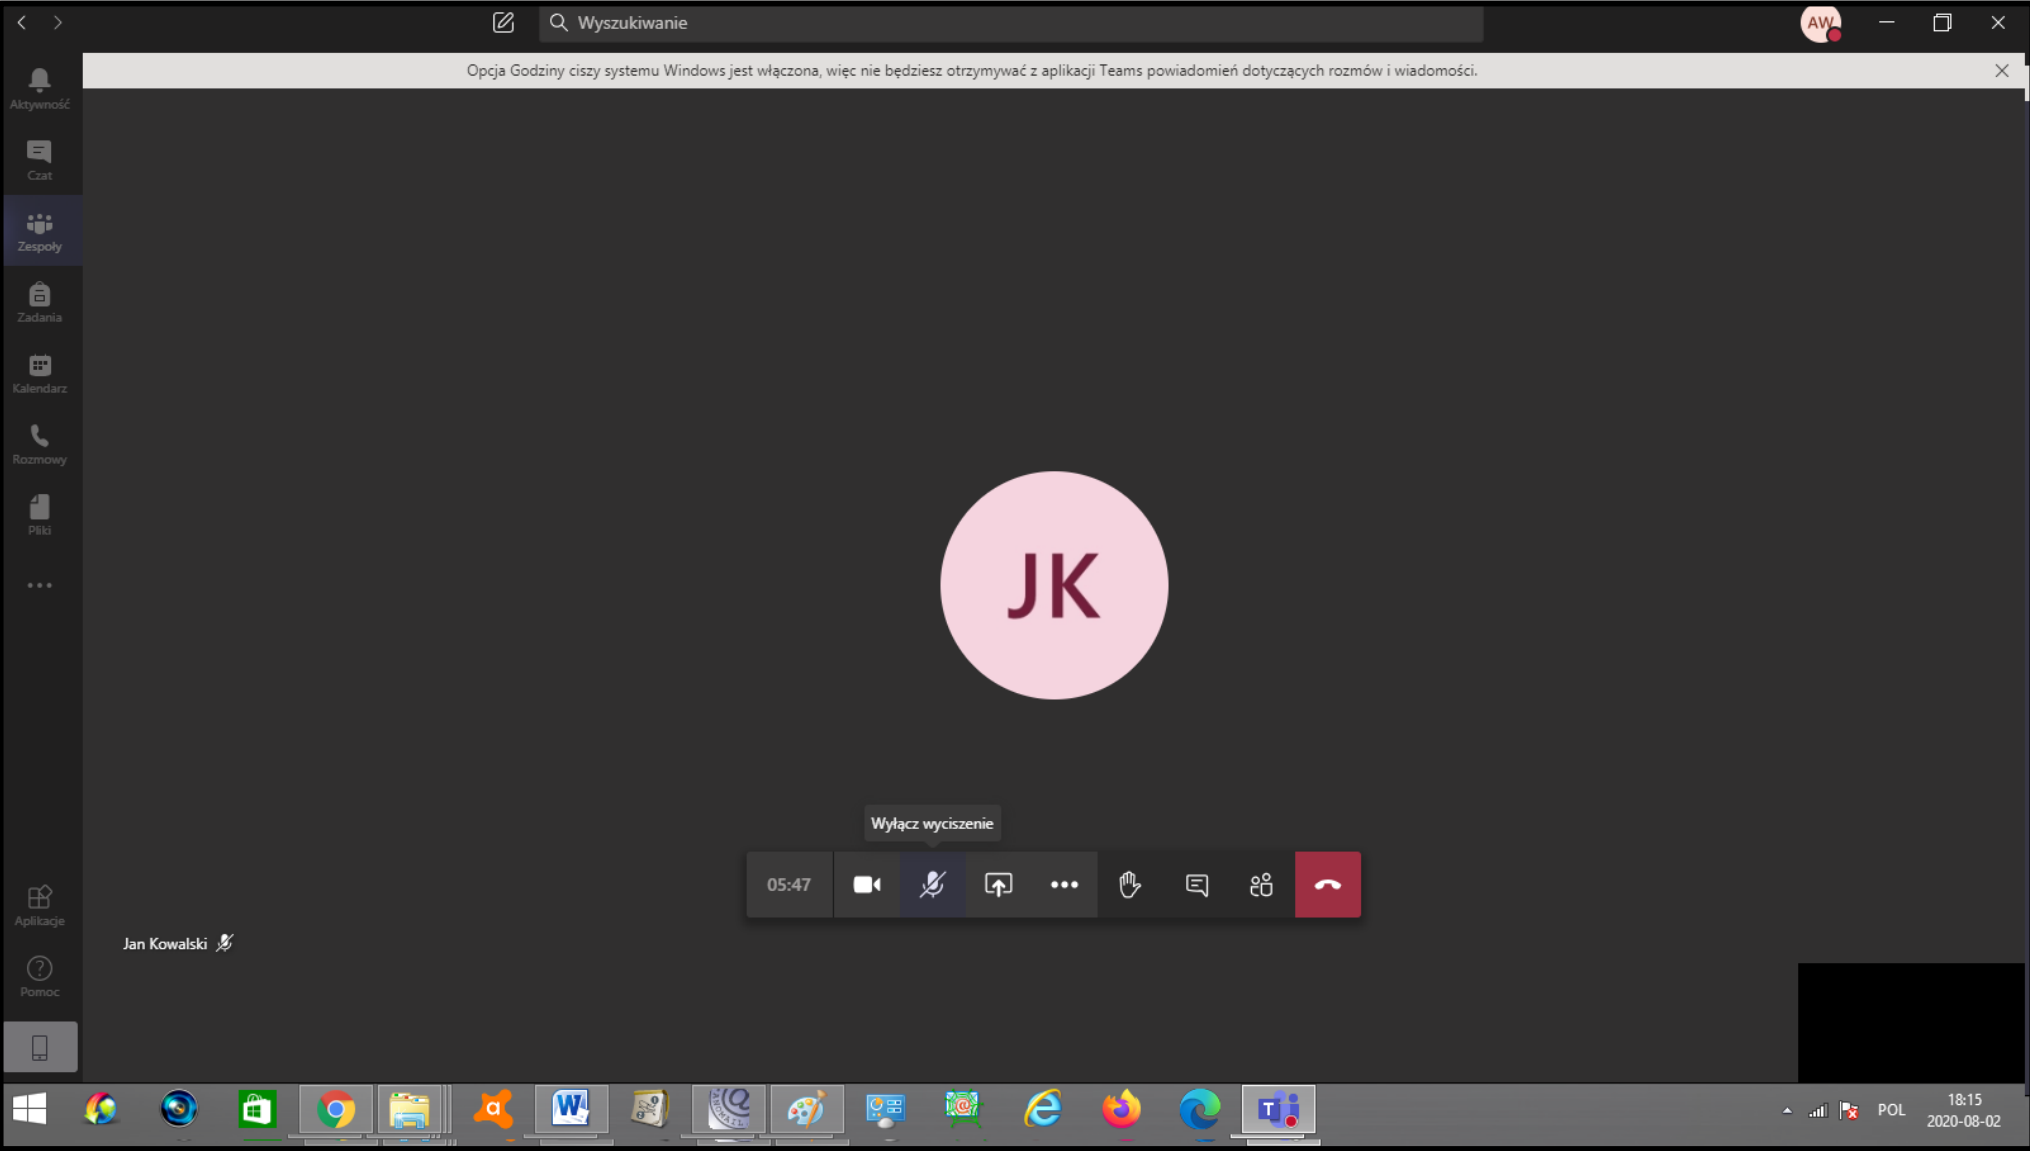 Wyszukiwanie
AW
Opcja Godziny ciszy systemu Windows jest włączona, więc nie będziesz otrzymywać z aplikacji Teams powiadomień dotyczących rozmów i wiadomości.
Aktywność
Czat
Zespoły
Zadania
Kalendarz
Rozmowy
Pliki
JK
Wyłącz wyciszenie
05:47
Aplikacje
Jan Kowalski
Pomoc
POL
18:15
2020-08-02